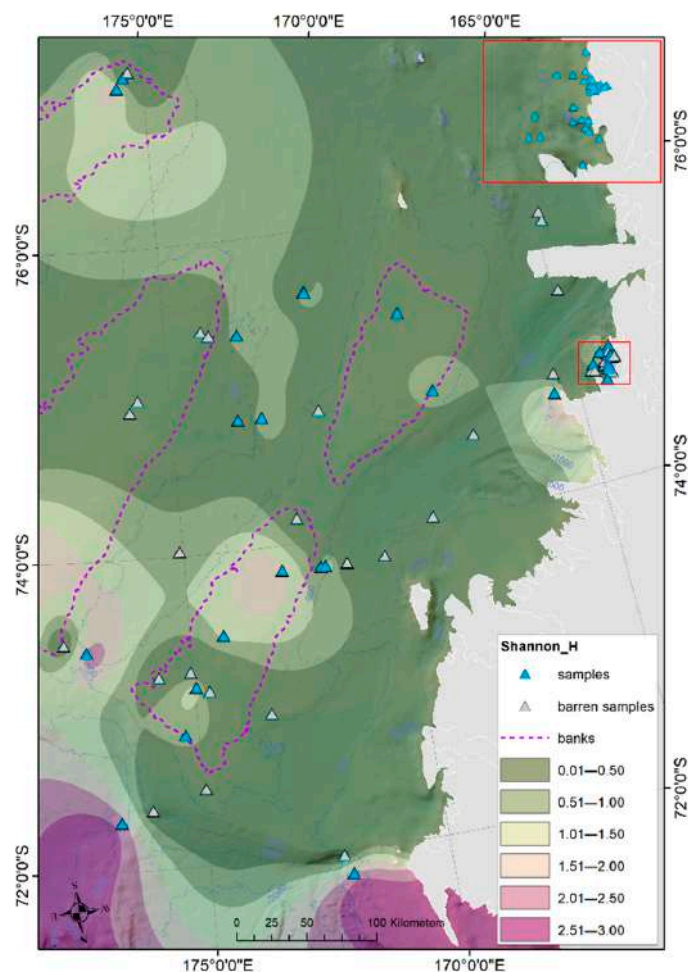 175°0'0"E 170°0'0"E 165°0'0"E
76°0'0"S
76°0'0"S
74°0'0"S
74°0'0"S
72°0'0"S
72°0'0"S
1000
500
Shannon_H
samples
barren samples
banks
0.01—0.50
0.51—1.00
1.01—1.50
1.51—2.00
2.01—2.50
2.51—3.00
0 25 50 100 Kilometers
175°0'0"E 170°0'0"E